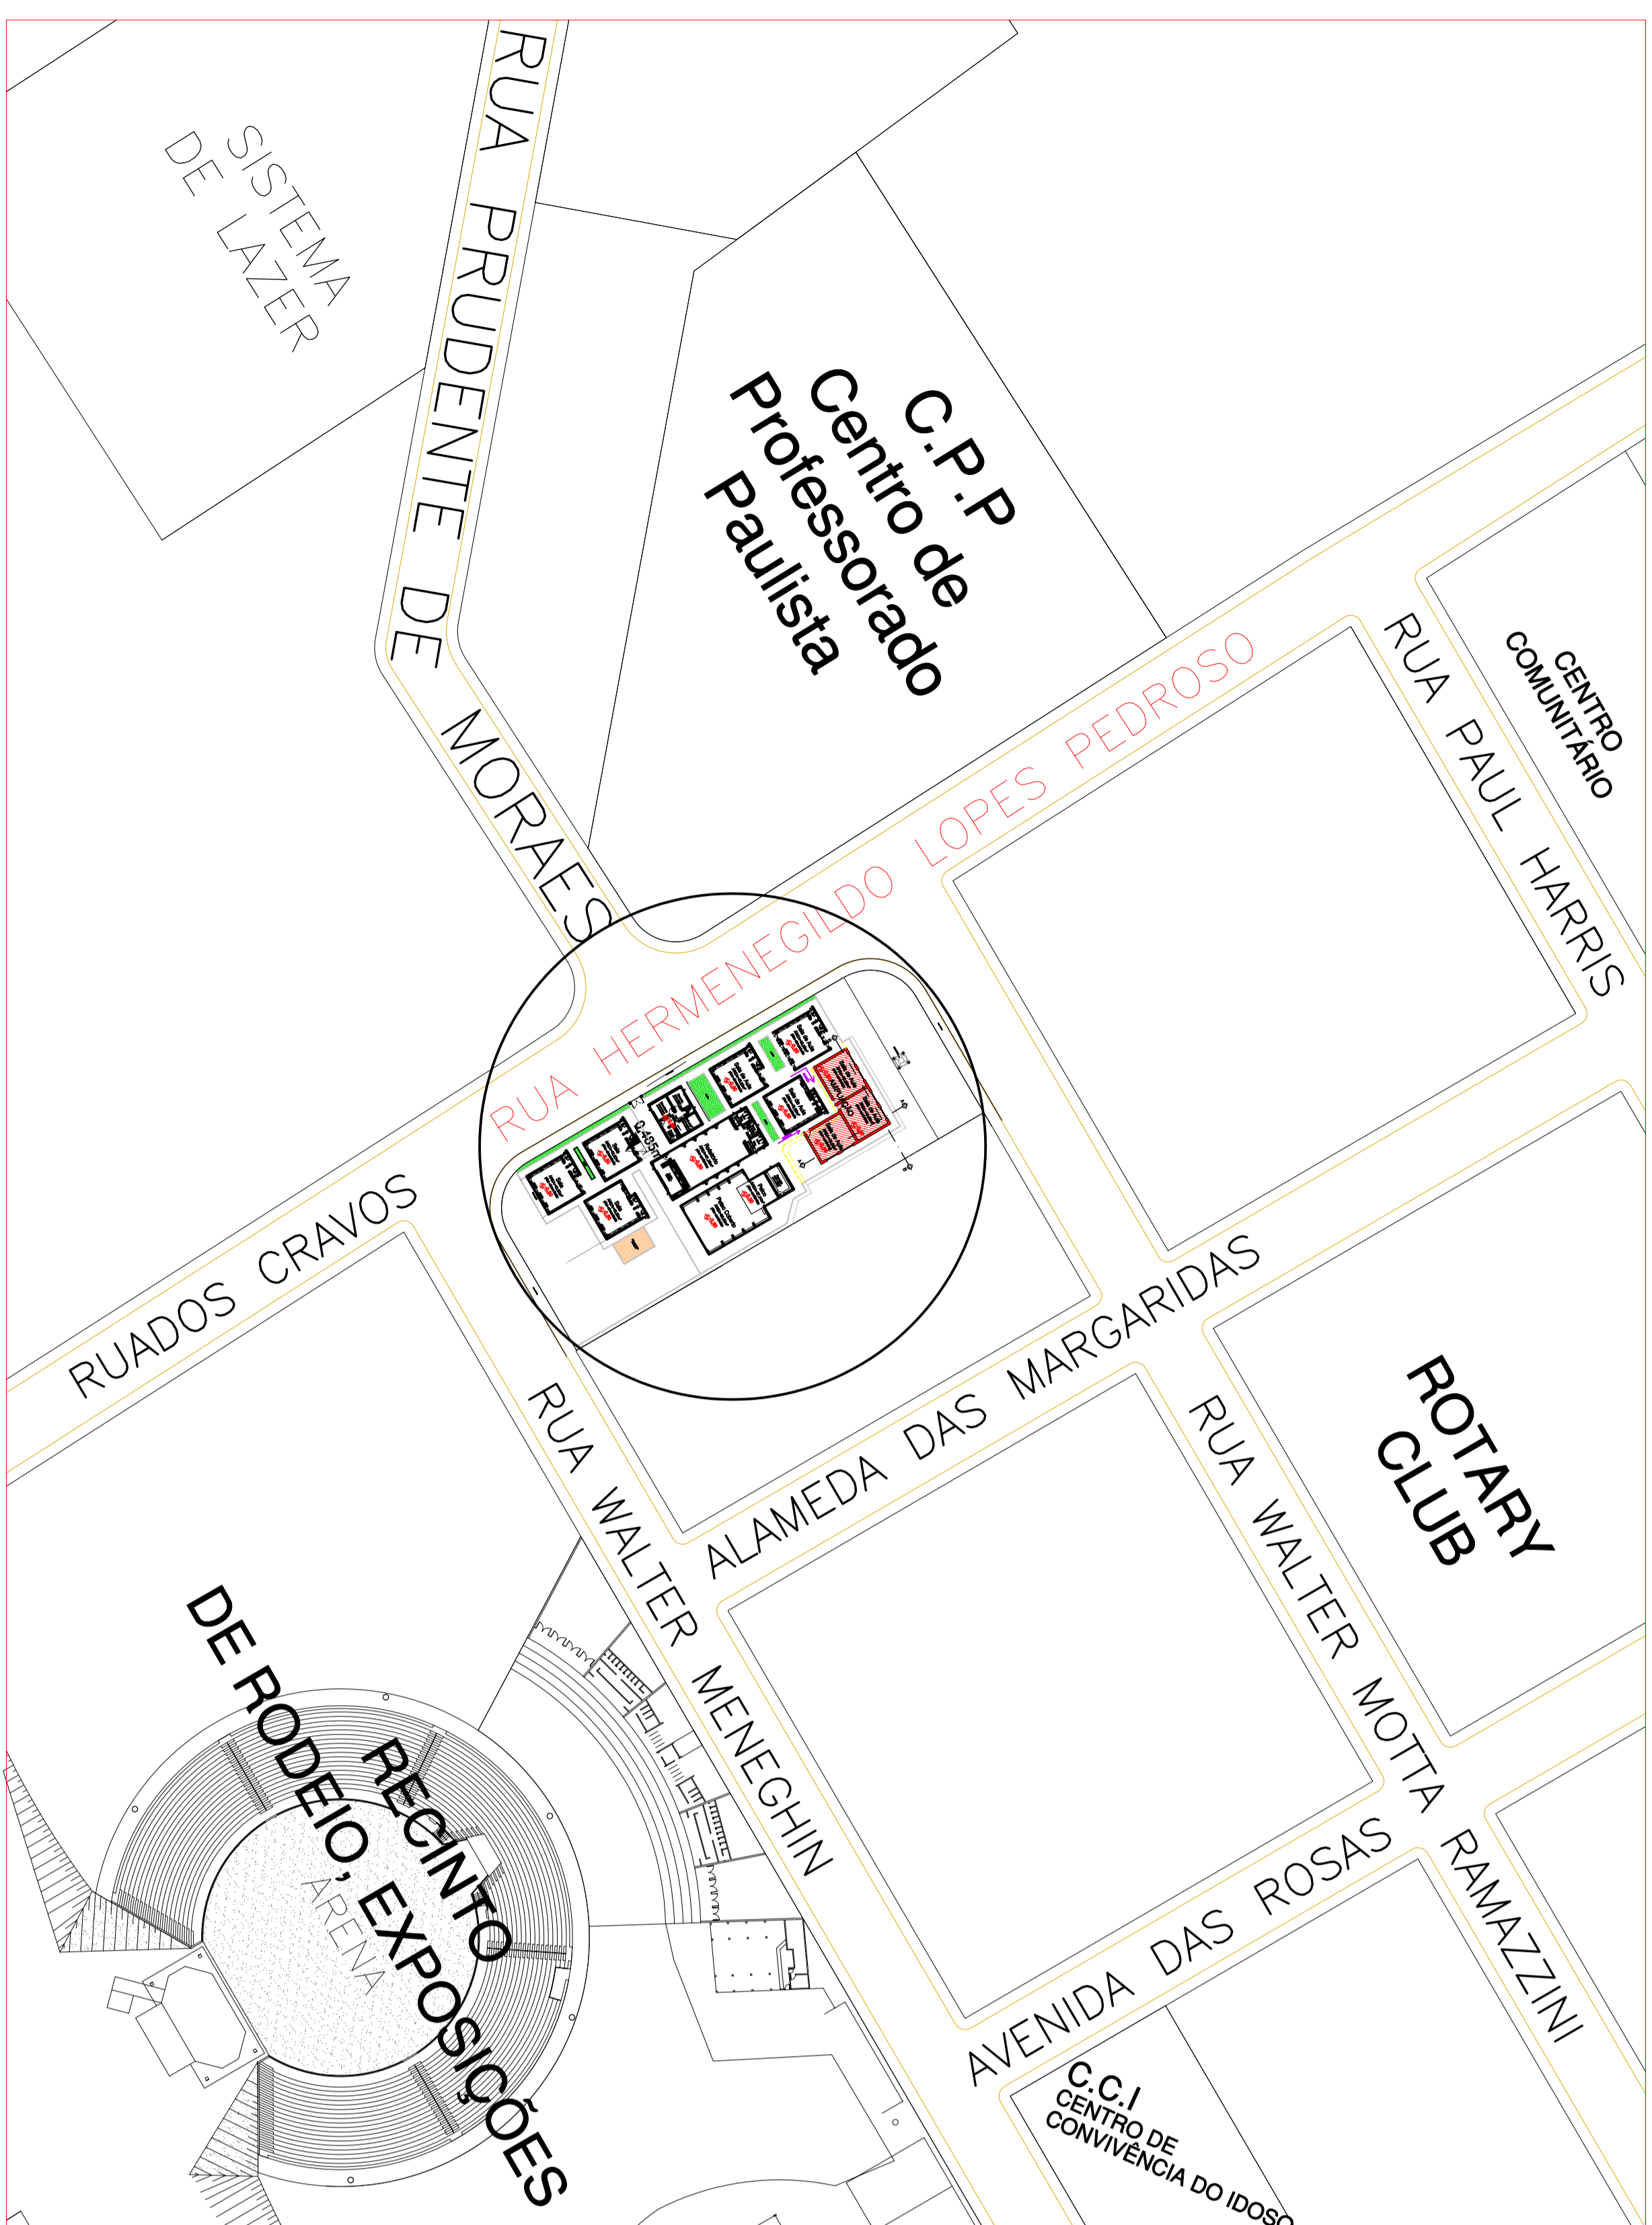 RUA PRUDENTE DE MORAES
SISTEMA
DE LAZER
C.P.P
Centro de
Professorado
Paulista
RUA HERMENEGILDO LOPES PEDROSO
RUA PAUL HARRIS
CENTRO
COMUNITÁRIO
RUADOS CRAVOS
ALAMEDA DAS MARGARIDAS
RUA WALTER MENEGHIN
RUA WALTER MOTTA RAMAZZINI
ROTARY
CLUB
RECINTO
DE RODEIO, EXPOSIÇÕES
ARENA
AVENIDA DAS ROSAS
C.C.I
CENTRO DE
CONVIVÊNCIA DO IDOSO